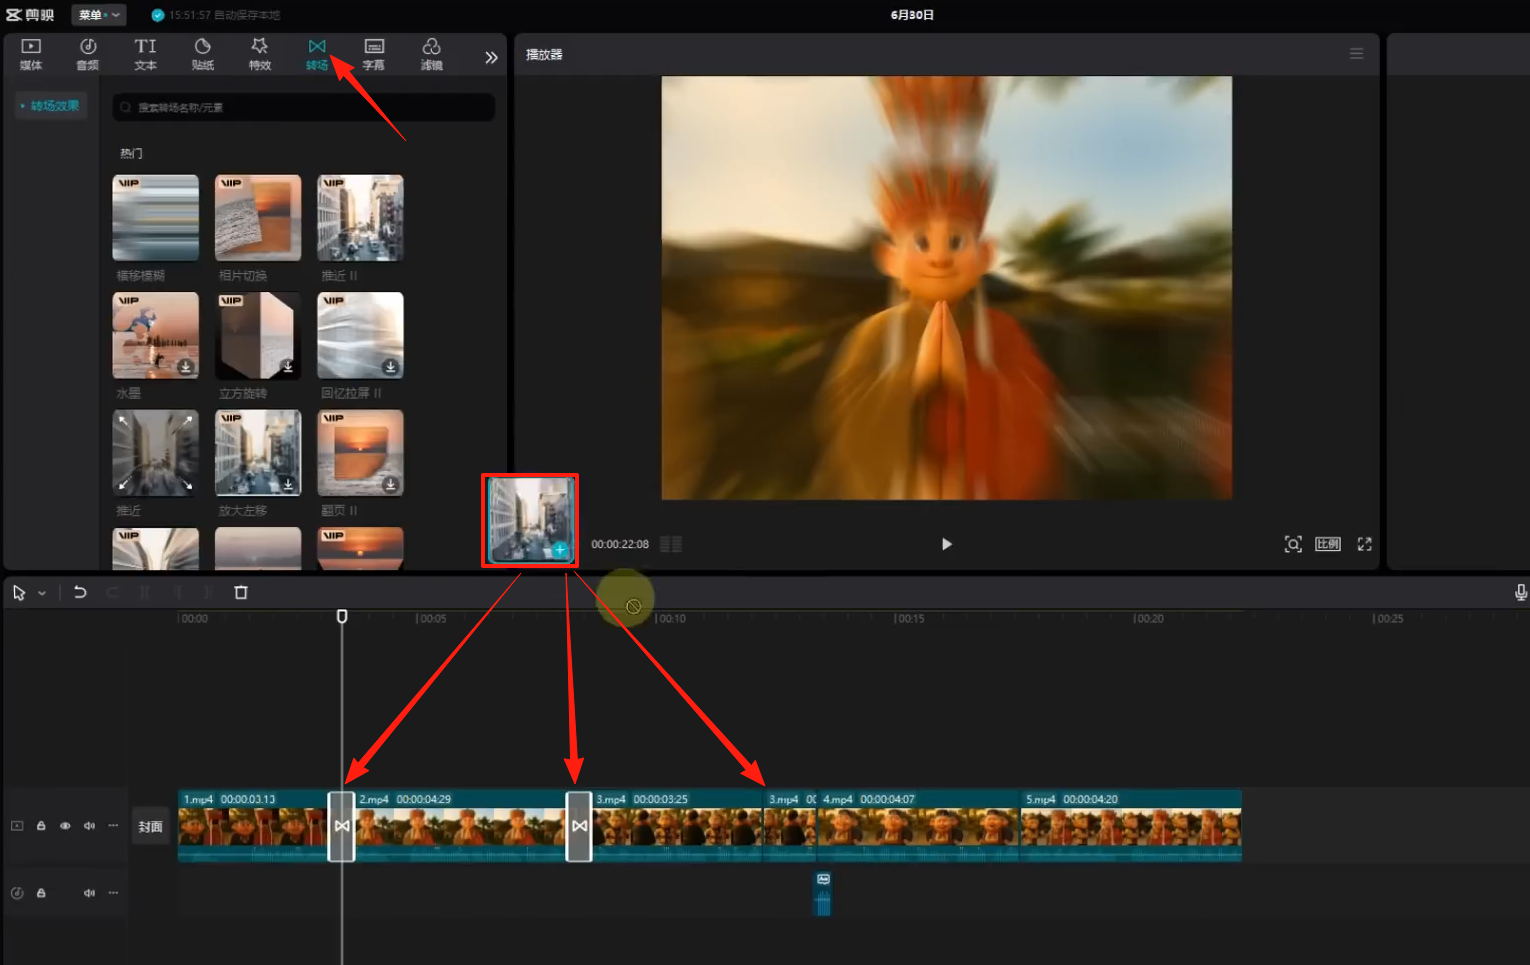 剪映
菜单
15:51:57 自动保存本地
6月30日
媒体
音频
TI
文本
贴纸
特效
转场
字幕
滤镜
播放器
转场效果
搜索转场名称/元素
热门
VIP
VIP
VIP
横移模糊
相片切换
推近 II
VIP
VIP
VIP
水墨
立方旋转
回忆拉屏 II
VIP
VIP
推近
放大左移
翻页 II
VIP
VIP
00:00:22:08
比例
00:00
00:05
00:10
00:15
00:20
00:25
封面
1.mp4 00:00:03.13
2.mp4 00:00:04:29
3.mp4 00:00:03:25
3.mp4 00
4.mp4 00:00:04:07
5.mp4 00:00:04:20